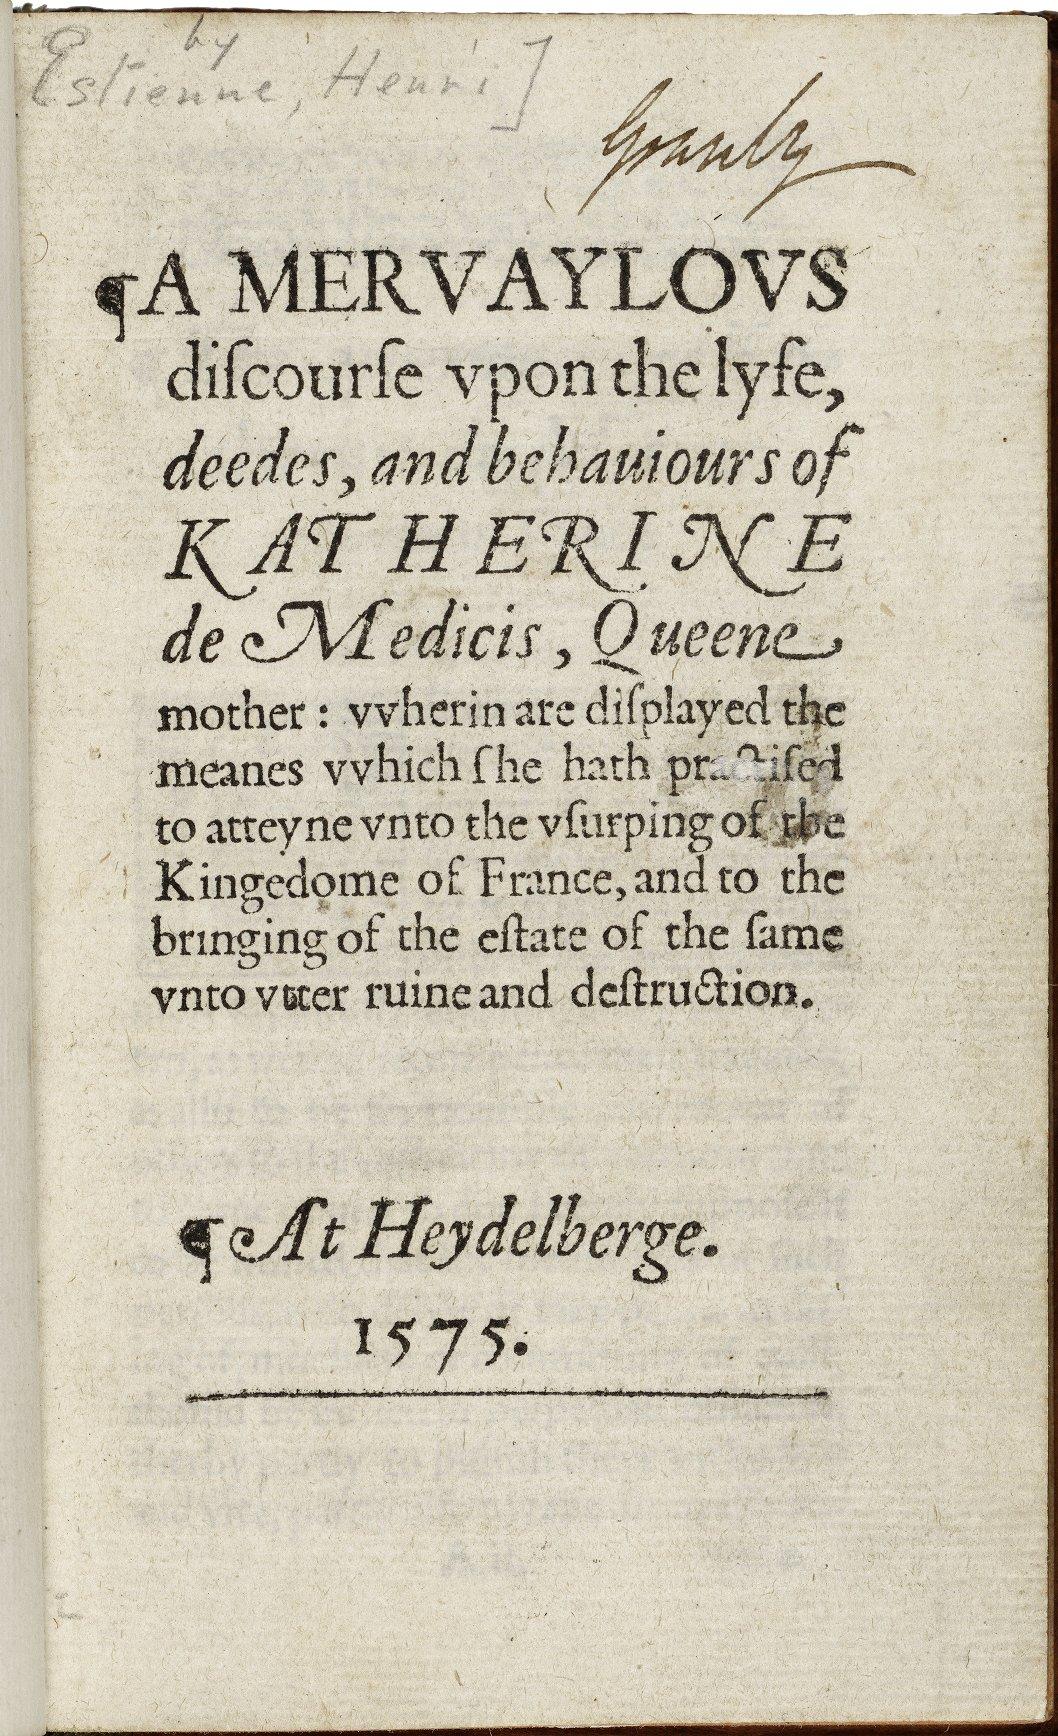 by
Estienne, Henri]
¶A MERVAYLOVS
diſcourſe vpon the lyfe,
deedes, and behauiours of
KATHERINE
de Medicis, Queene
mother: vvherin are diſplayed the
meanes vvhich ſhe hath practiſed
to atteyne vnto the vſurping of the
Kingedome of France, and to the
bringing of the eſtate of the ſame
vnto vtter ruine and deſtruction.
¶At Heydelberge.
1575.